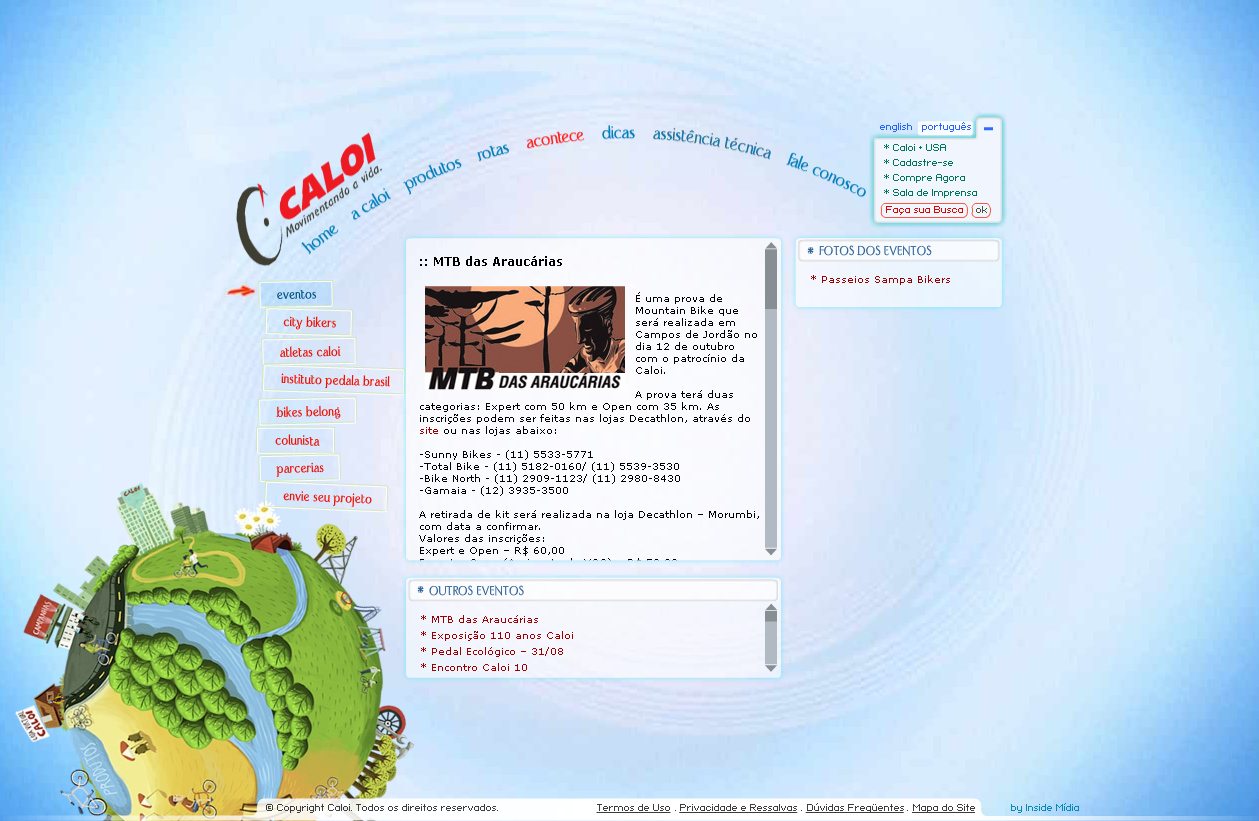 CALOI
Movimentando a vida.
home
a caloi
produtos
rotas
acontece
dicas
assistência técnica
fale conosco
english português
* Caloi • USA
* Cadastre-se
* Compre Agora
* Sala de Imprensa
Faça sua Busca ok
eventos
city bikers
atletas caloi
instituto pedala brasil
bikes belong
colunista
parcerias
envie seu projeto
:: MTB das Araucárias
MTB DAS ARAUCÁRIAS
É uma prova de
Mountain Bike que
será realizada em
Campos de Jordão no
dia 12 de outubro
com o patrocínio da
Caloi.
A prova terá duas
categorias: Expert com 50 km e Open com 35 km. As
inscrições podem ser feitas nas lojas Decathlon, através do
site ou nas lojas abaixo:
-Sunny Bikes - (11) 5533-5771
-Total Bike - (11) 5182-0160/ (11) 5539-3530
-Bike North - (11) 2909-1123/ (11) 2980-8430
-Gamaia - (12) 3935-3500
A retirada de kit será realizada na loja Decathlon – Morumbi,
com data a confirmar.
Valores das inscrições:
Expert e Open – R$ 60,00
* FOTOS DOS EVENTOS
* Passeios Sampa Bikers
* OUTROS EVENTOS
* MTB das Araucárias
* Exposição 110 anos Caloi
* Pedal Ecológico – 31/08
* Encontro Caloi 10
CALOI
CAMPANHAS
LOJA VIRTUAL
CALOI
PRODUTOS
© Copyright Caloi. Todos os direitos reservados.
Termos de Uso . Privacidade e Ressalvas . Dúvidas Freqüentes . Mapa do Site
by Inside Mídia